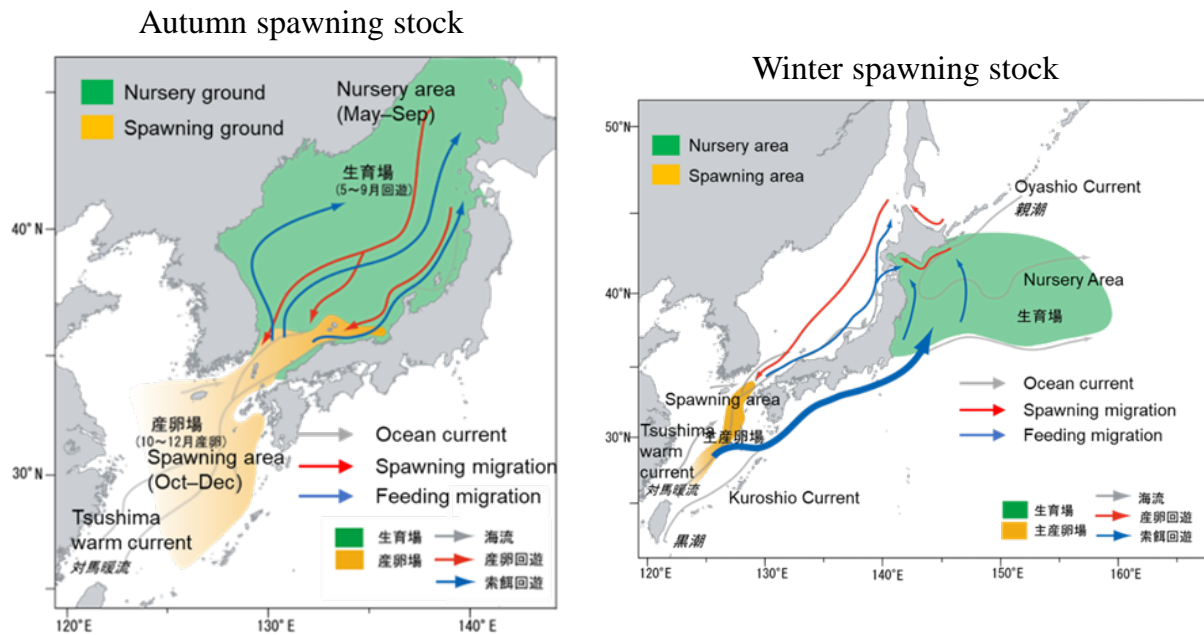 Autumn spawning stock
Nursery ground
Spawning ground
Nursery area
(May–Sep)
生育場
(5〜9月回遊)
40°N
30°N
産卵場
(10〜12月産卵)
Spawning area
(Oct–Dec)
Tsushima
warm current
対馬暖流
Ocean current
Spawning migration
Feeding migration
生育場
海流
産卵場
産卵回遊
索餌回遊
120°E
130°E
140°E
Winter spawning stock
50°N
Nursery area
Spawning area
Oyashio Current
親潮
40°N
Nursery Area
生育場
Spawning area
主産卵場
30°N
Tsushima
warm
current
対馬暖流
Kuroshio Current
黒潮
Ocean current
Spawning migration
Feeding migration
海流
生育場
産卵回遊
主産卵場
索餌回遊
120°E
130°E
140°E
150°E
160°E